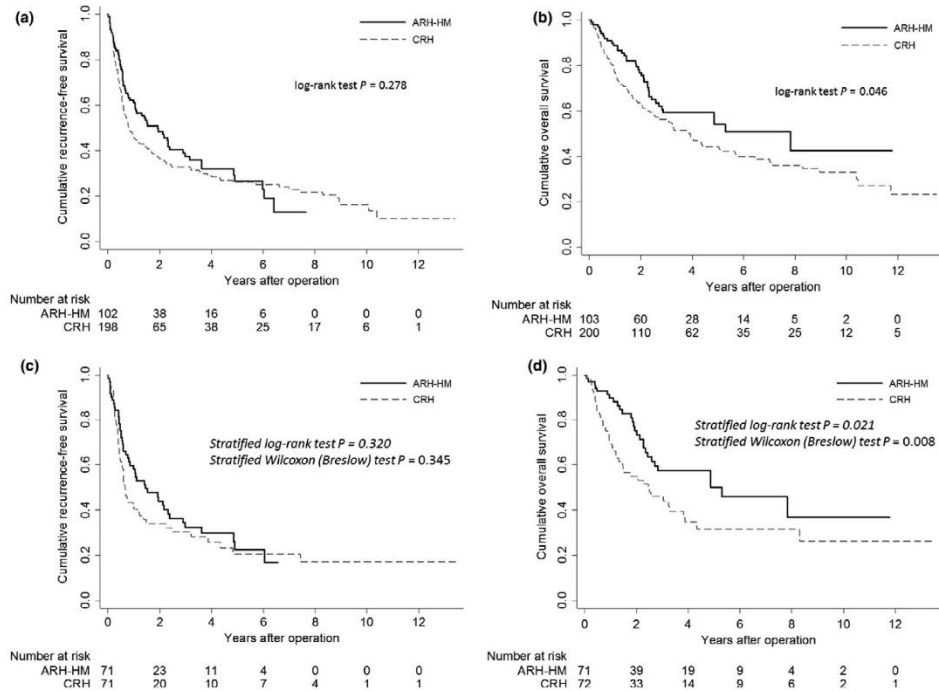 (a)
ARH-HM
CRH
log-rank test P = 0.278
Cumulative recurrence-free survival
0.0 0.2 0.4 0.6 0.8 1.0
0 2 4 6 8 10 12
Years after operation
Number at risk
ARH-HM 102 38 16 6 0 0 0
CRH 198 65 38 25 17 6 1
(b)
ARH-HM
CRH
log-rank test P = 0.046
Cumulative overall survival
0.0 0.2 0.4 0.6 0.8 1.0
0 2 4 6 8 10 12
Years after operation
Number at risk
ARH-HM 103 60 28 14 5 2 0
CRH 200 110 62 35 25 12 5
(c)
ARH-HM
CRH
Stratified log-rank test P = 0.320
Stratified Wilcoxon (Breslow) test P = 0.345
Cumulative recurrence-free survival
0.0 0.2 0.4 0.6 0.8 1.0
0 2 4 6 8 10 12
Years after operation
Number at risk
ARH-HM 71 23 11 4 0 0 0
CRH 71 20 10 7 4 1 1
(d)
ARH-HM
CRH
Stratified log-rank test P = 0.021
Stratified Wilcoxon (Breslow) test P = 0.008
Cumulative overall survival
0.0 0.2 0.4 0.6 0.8 1.0
0 2 4 6 8 10 12
Years after operation
Number at risk
ARH-HM 71 39 19 9 4 2 0
CRH 72 33 14 9 6 2 1